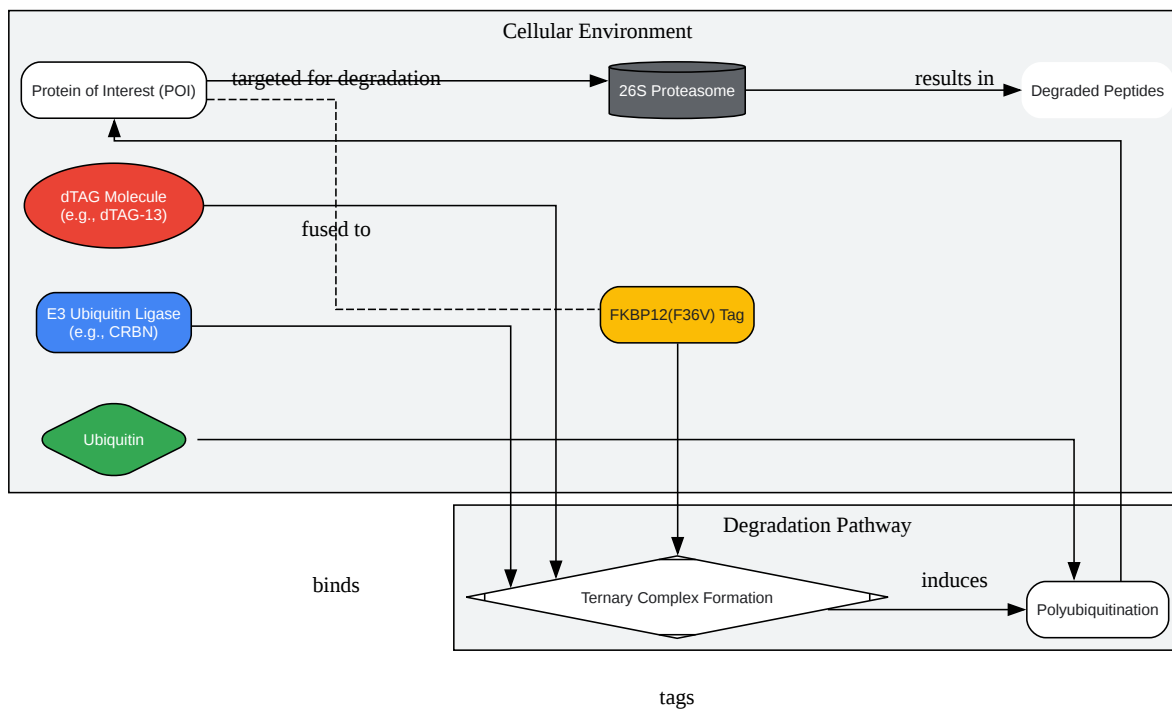 Cellular Environment
Protein of Interest (POI)
targeted for degradation
26S Proteasome
results in
Degraded Peptides
dTAG Molecule
(e.g., dTAG-13)
fused to
E3 Ubiquitin Ligase
(e.g., CRBN)
FKBP12(F36V) Tag
Ubiquitin
Degradation Pathway
binds
Ternary Complex Formation
induces
Polyubiquitination
tags